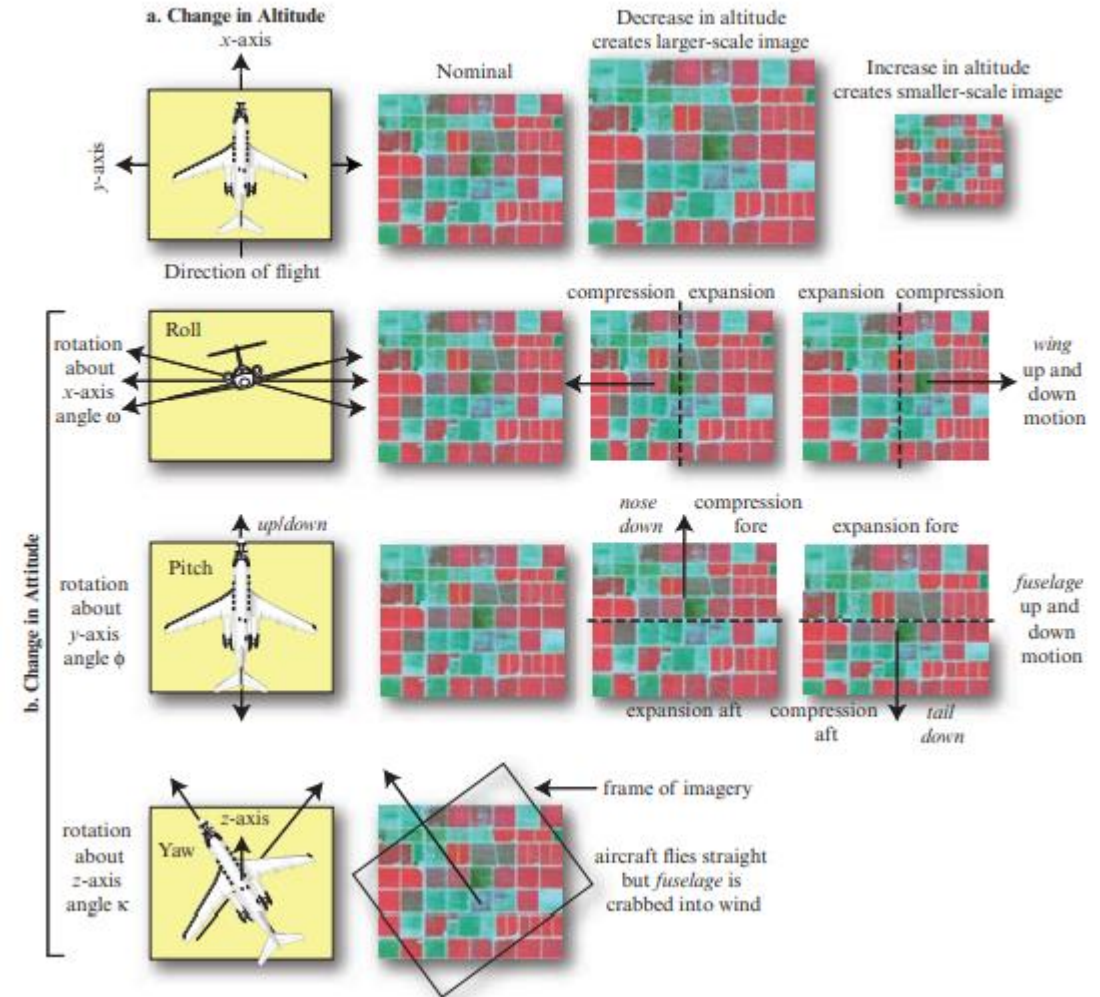 a. Change in Altitude
x-axis
y-axis
Direction of flight
Nominal
Decrease in altitude
creates larger-scale image
Increase in altitude
creates smaller-scale image
b. Change in Attitude
rotation
about
x-axis
angle ω
Roll
compression
expansion
expansion
compression
wing
up and
down
motion
rotation
about
y-axis
angle ϕ
up/down
Pitch
nose
down
compression
fore
expansion aft
expansion fore
compression
aft
tail
down
fuselage
up and
down
motion
rotation
about
z-axis
angle κ
z-axis
Yaw
frame of imagery
aircraft flies straight
but fuselage is
crabbed into wind